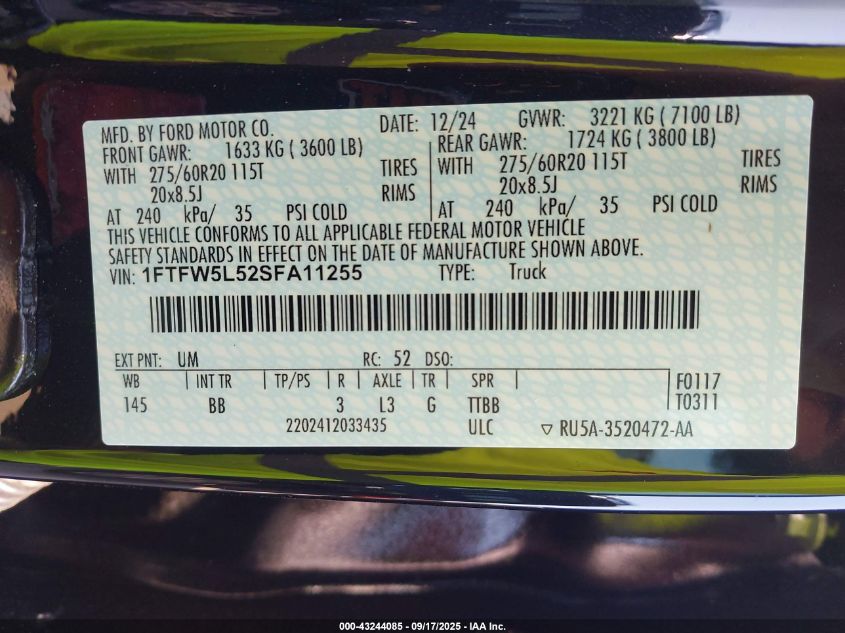 MFD. BY FORD MOTOR CO. DATE: 12/24 GVWR: 3221 KG ( 7100 LB)
FRONT GAWR: 1633 KG ( 3600 LB) REAR GAWR: 1724 KG ( 3800 LB)
WITH 275/60R20 115T TIRES WITH 275/60R20 115T TIRES
20x8.5J RIMS 20x8.5J RIMS
AT 240 kPa/ 35 PSI COLD AT 240 kPa/ 35 PSI COLD
THIS VEHICLE CONFORMS TO ALL APPLICABLE FEDERAL MOTOR VEHICLE
SAFETY STANDARDS IN EFFECT ON THE DATE OF MANUFACTURE SHOWN ABOVE.
VIN: 1FTFW5L52SFA11255 TYPE: Truck
EXT PNT: UM RC: 52 DSO:
WB INT TR TP/PS R AXLE TR SPR F0117
145 BB 3 L3 G TTBB T0311
2202412033435 ULC ▽ RU5A-3520472-AA
000-43244085 - 09/17/2025 - IAA Inc.